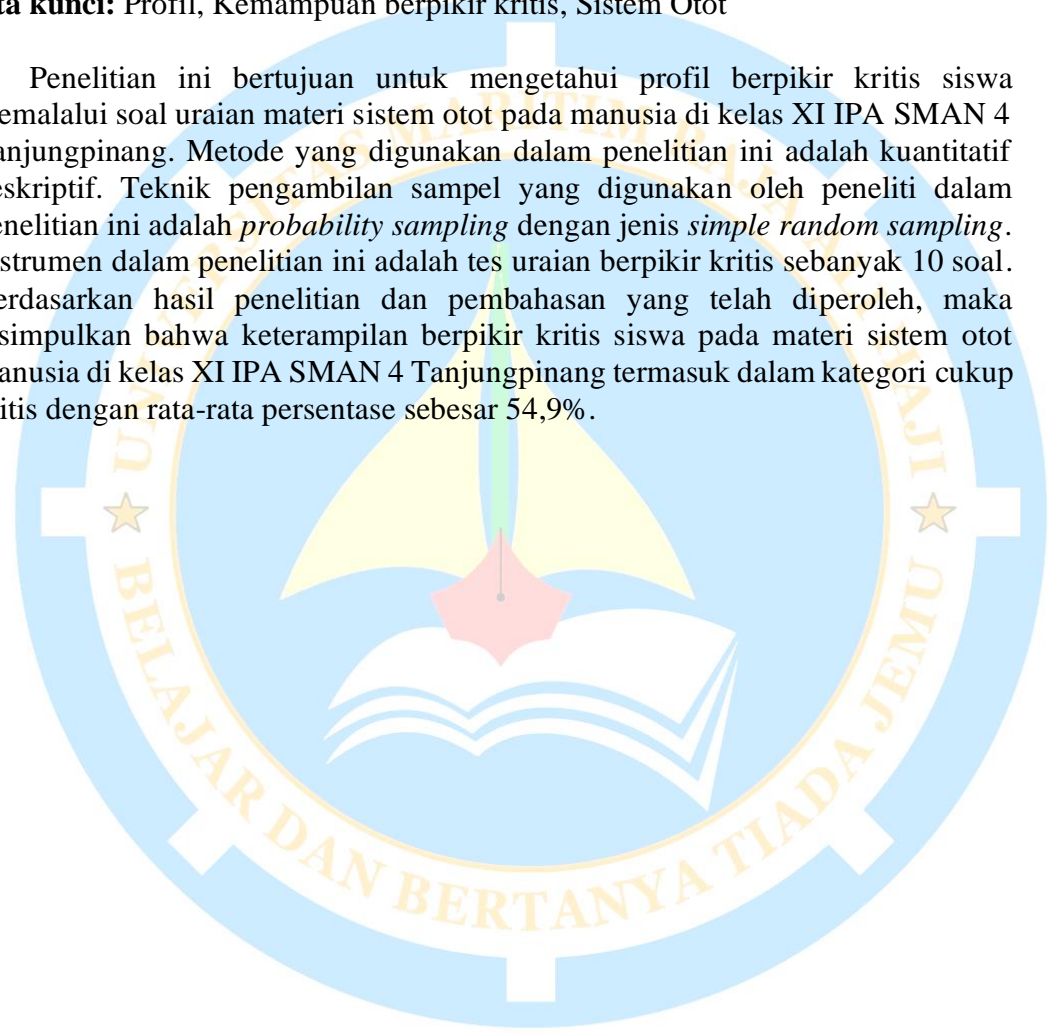 ta kunci: Profil, Kemampuan berpikir kritis, Sistem Otot
Penelitian ini bertujuan untuk mengetahui profil berpikir kritis siswa
emalalui soal uraian materi sistem otot pada manusia di kelas XI IPA SMAN 4
anjungpinang. Metode yang digunakan dalam penelitian ini adalah kuantitatif
eskriptif. Teknik pengambilan sampel yang digunakan oleh peneliti dalam
enelitian ini adalah probability sampling dengan jenis simple random sampling.
strumen dalam penelitian ini adalah tes uraian berpikir kritis sebanyak 10 soal.
erdasarkan hasil penelitian dan pembahasan yang telah diperoleh, maka
simpulkan bahwa keterampilan berpikir kritis siswa pada materi sistem otot
anusia di kelas XI IPA SMAN 4 Tanjungpinang termasuk dalam kategori cukup
itis dengan rata-rata persentase sebesar 54,9%.
UNIVERSITAS MARITIM RAJA ALI HAJI
BELAJAR DAN BERTANYA TIADA JEMU